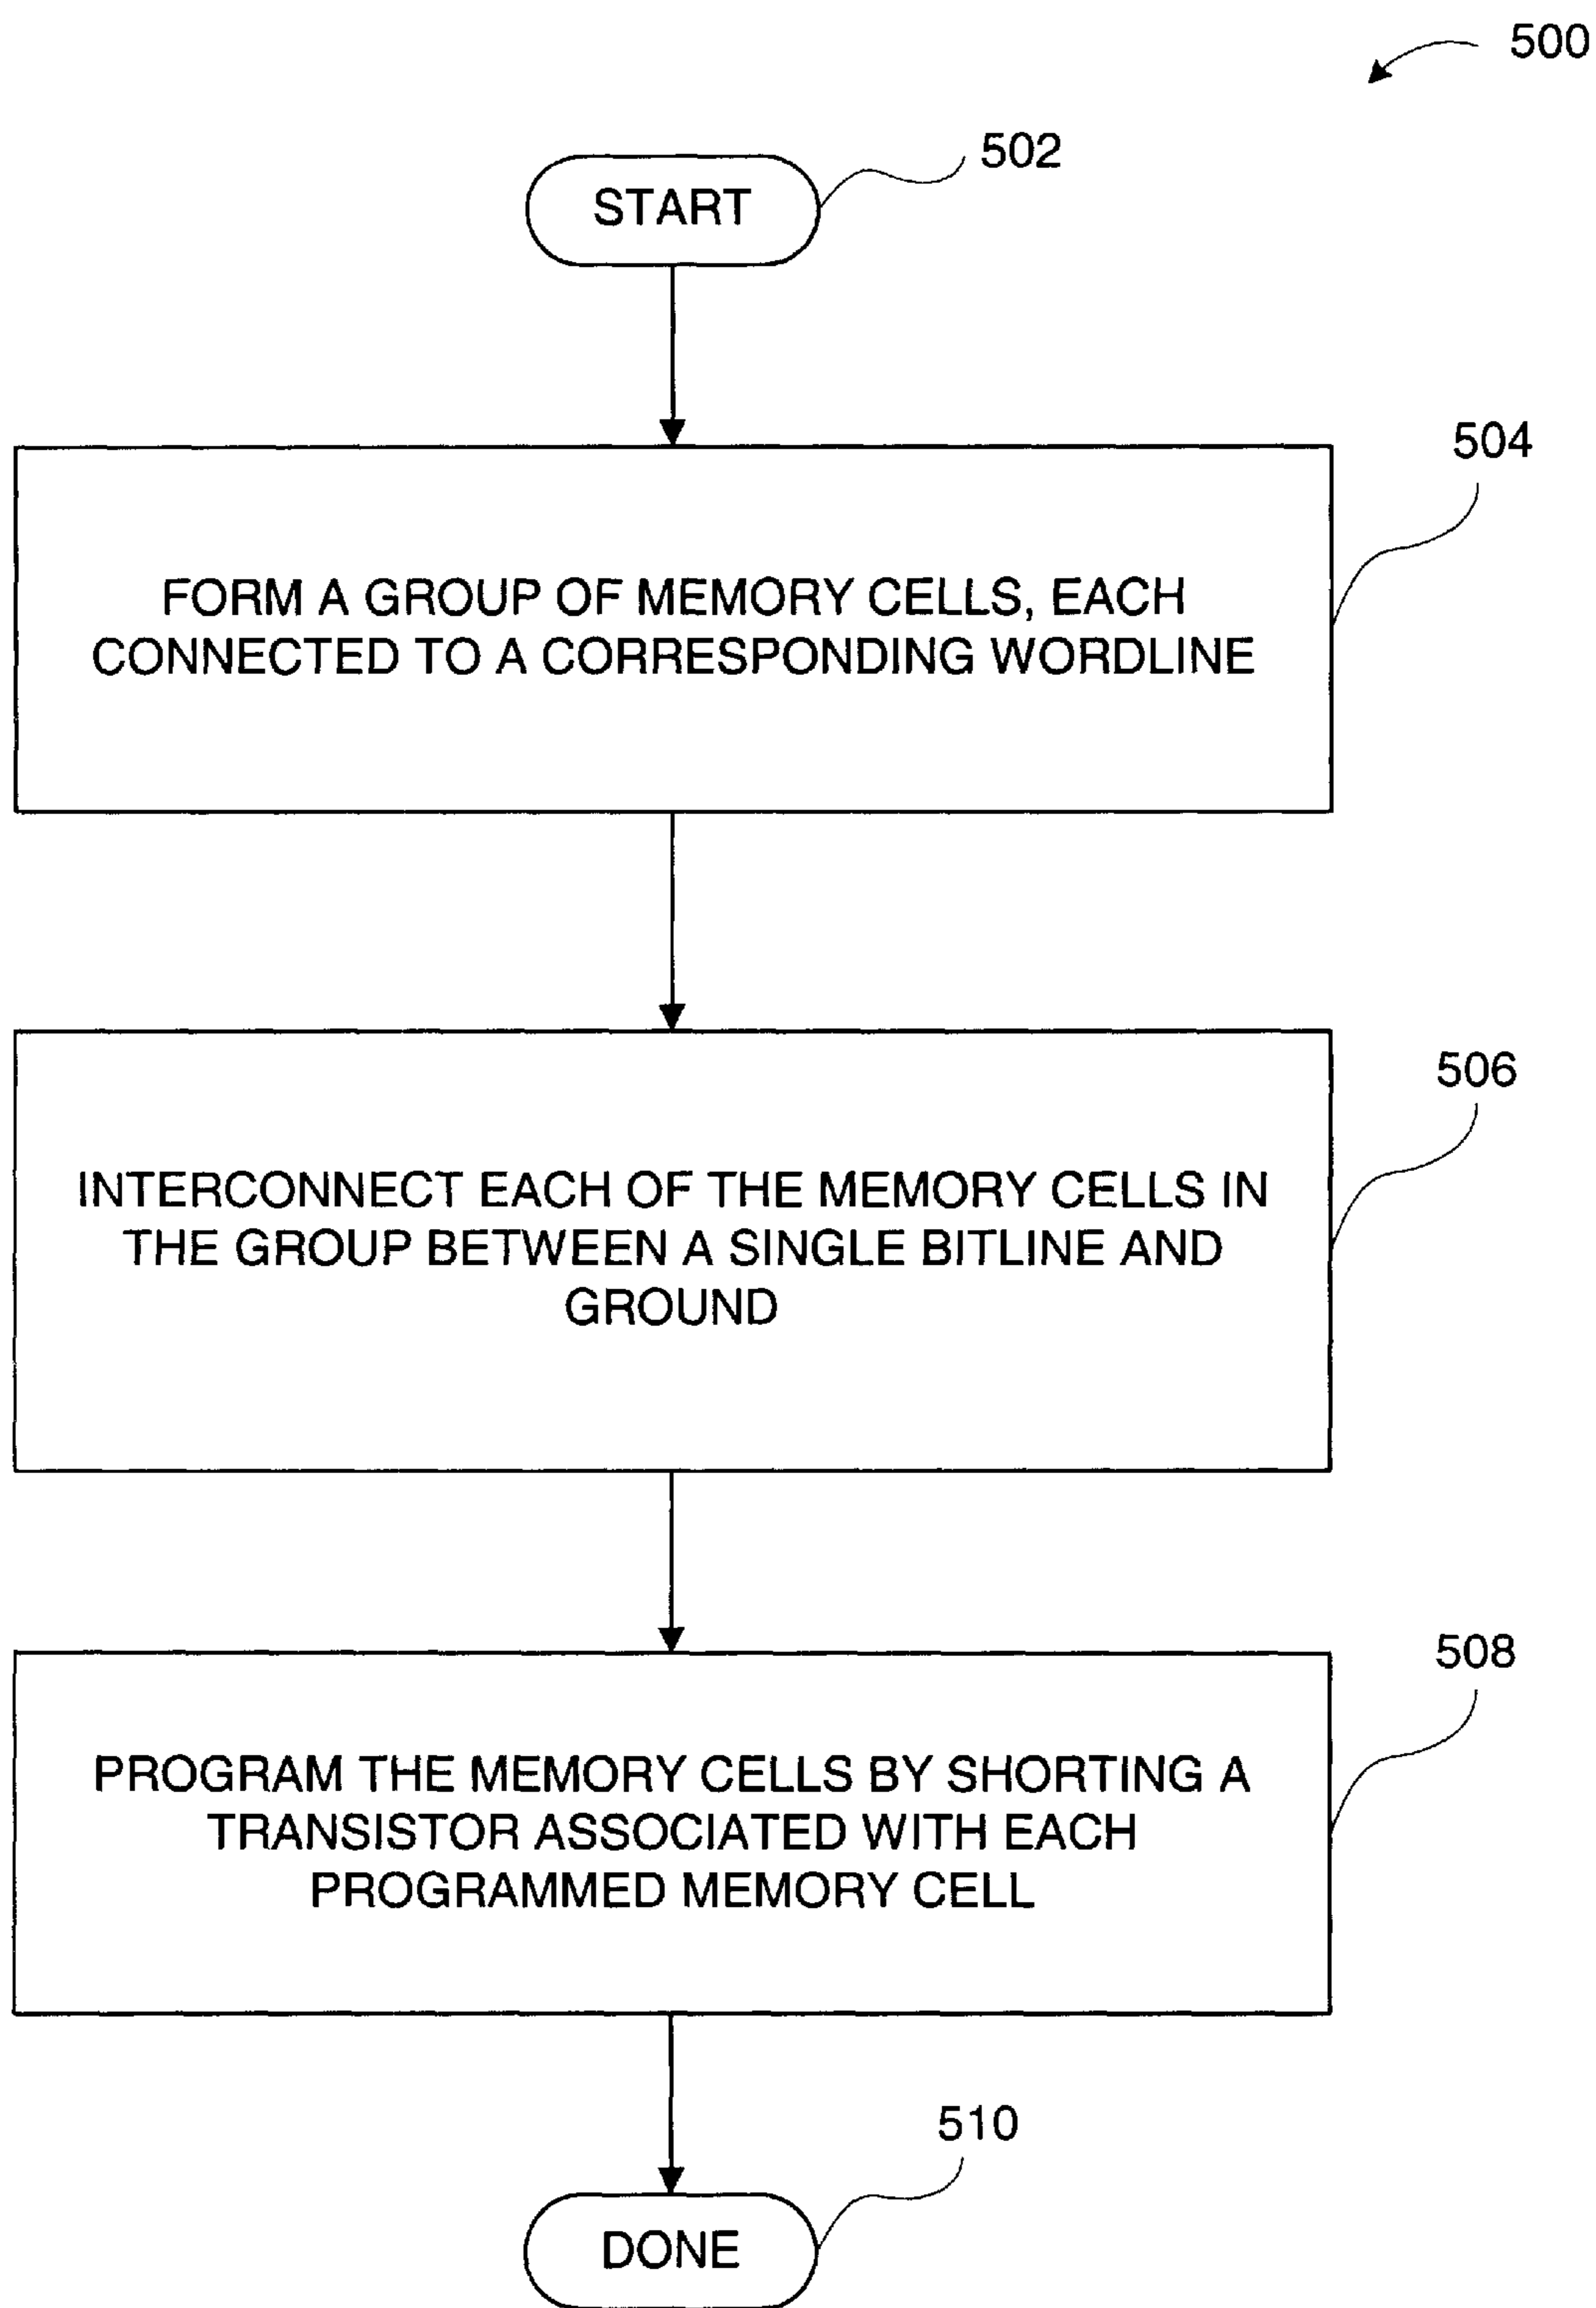 500
502
START
504
FORM A GROUP OF MEMORY CELLS, EACH
CONNECTED TO A CORRESPONDING WORDLINE
506
INTERCONNECT EACH OF THE MEMORY CELLS IN
THE GROUP BETWEEN A SINGLE BITLINE AND
GROUND
508
PROGRAM THE MEMORY CELLS BY SHORTING A
TRANSISTOR ASSOCIATED WITH EACH
PROGRAMMED MEMORY CELL
510
DONE